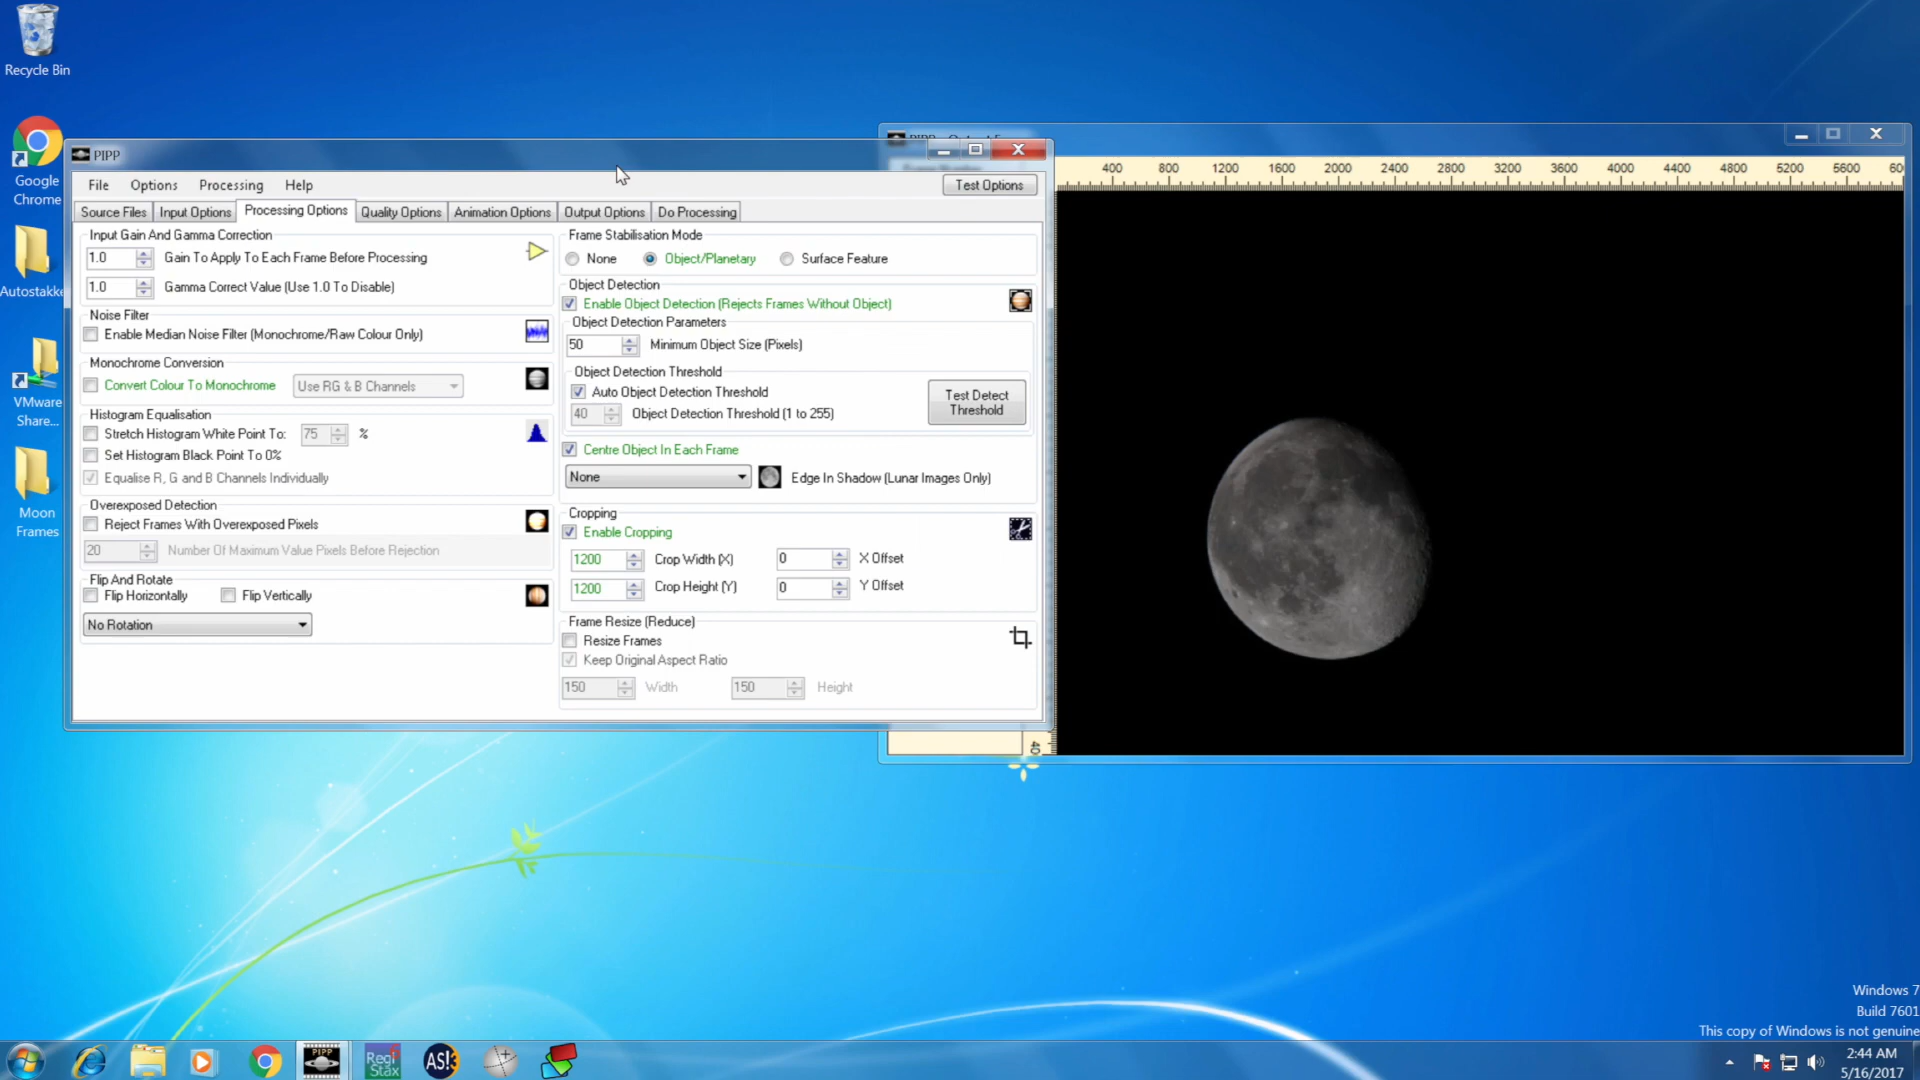 Recycle Bin
Google
Chrome
Autostakke
VMware
Share...
Moon
Frames
PIPP
File Options Processing Help
Test Options
Source Files Input Options Processing Options Quality Options Animation Options Output Options Do Processing
Input Gain And Gamma Correction
1.0 Gain To Apply To Each Frame Before Processing
1.0 Gamma Correct Value (Use 1.0 To Disable)
Noise Filter
Enable Median Noise Filter (Monochrome/Raw Colour Only)
Monochrome Conversion
Convert Colour To Monochrome Use RG & B Channels
Histogram Equalisation
Stretch Histogram White Point To: 75 %
Set Histogram Black Point To 0%
Equalise R, G and B Channels Individually
Overexposed Detection
Reject Frames With Overexposed Pixels
20 Number Of Maximum Value Pixels Before Rejection
Flip And Rotate
Flip Horizontally Flip Vertically
No Rotation
Frame Stabilisation Mode
None Object/Planetary Surface Feature
Object Detection
Enable Object Detection (Rejects Frames Without Object)
Object Detection Parameters
50 Minimum Object Size (Pixels)
Object Detection Threshold
Auto Object Detection Threshold
40 Object Detection Threshold (1 to 255)
Test Detect
Threshold
Centre Object In Each Frame
None Edge In Shadow (Lunar Images Only)
Cropping
Enable Cropping
1200 Crop Width (X) 0 X Offset
1200 Crop Height (Y) 0 Y Offset
Frame Resize (Reduce)
Resize Frames
Keep Original Aspect Ratio
150 Width 150 Height
400 800 1200 1600 2000 2400 2800 3200 3600 4000 4400 4800 5200 5600 60
40
Windows 7
Build 7601
This copy of Windows is not genuine
PIPP
Regi
Stax
6
AS!3
2:44 AM
5/16/2017